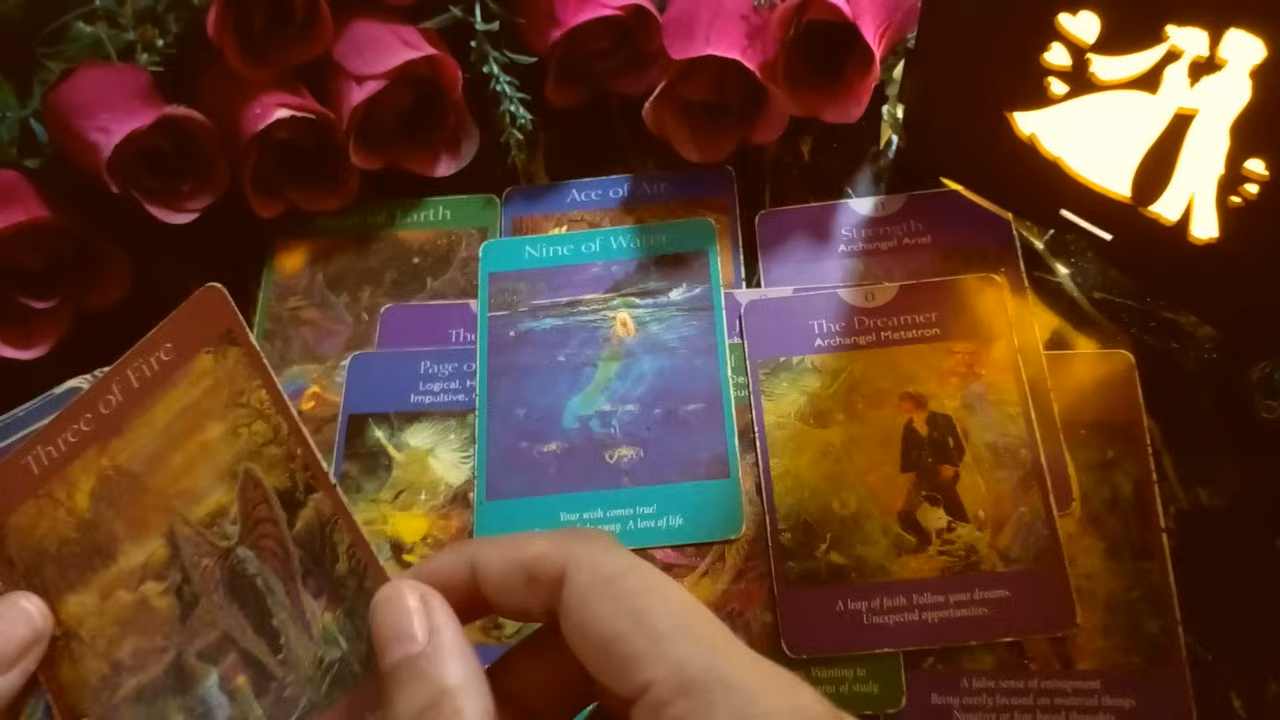 Three of Fire
of Earth
Ace of Air
Nine of Water
Your wish comes true!
away. A love of life.
Page o
Logical, H
Impulsive,
The
Strength
Archangel Ariel
0
The Dreamer
Archangel Metatron
A leap of faith. Follow your dreams.
Unexpected opportunities.
Wanting to
of study
A false sense of entrapment.
Being overly focused on material things